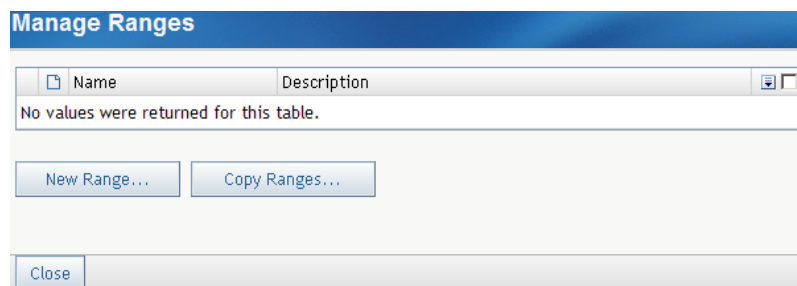 Manage Ranges
Name Description
No values were returned for this table.
New Range... Copy Ranges...
Close